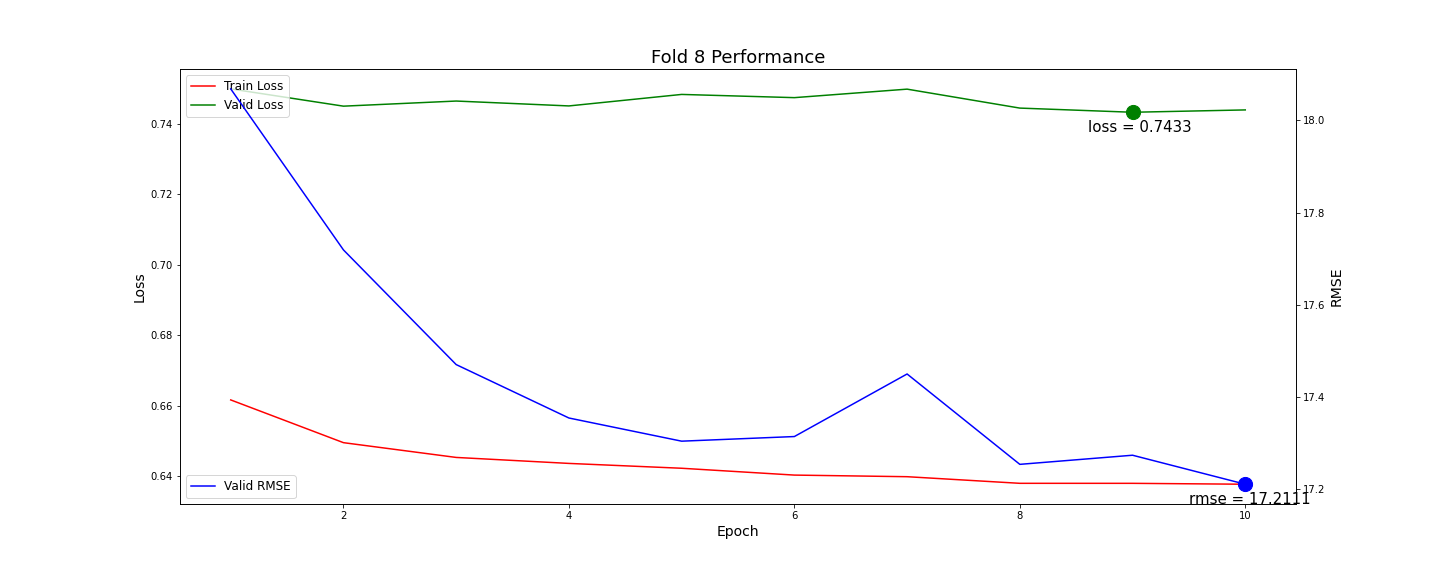 Fold 8 Performance
Train Loss
Valid Loss
Valid RMSE
0.74
0.72
0.70
0.68
0.66
0.64
Loss
18.0
17.8
17.6
17.4
17.2
RMSE
loss = 0.7433
rmse = 17.2111
2
4
6
8
10
Epoch